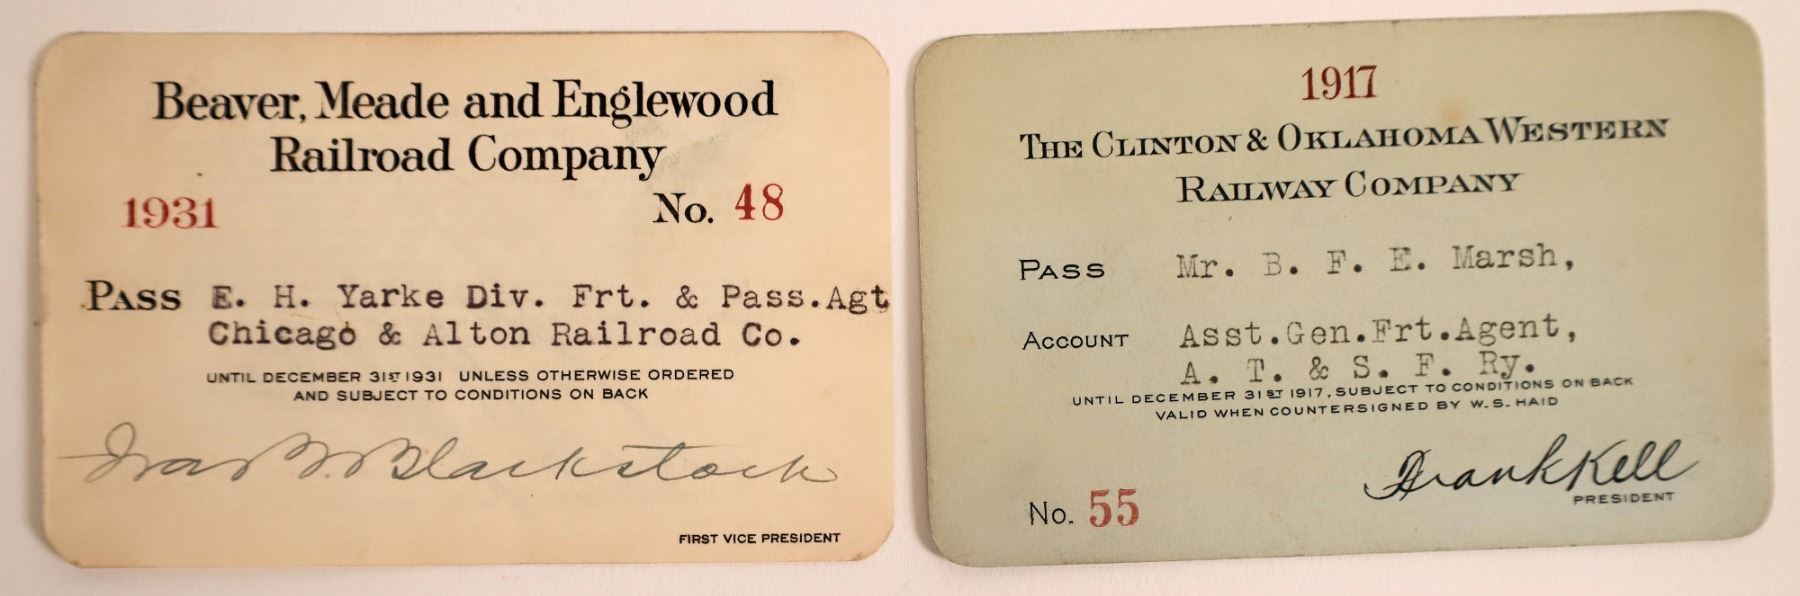 Beaver, Meade and Englewood
Railroad Company
1931 No. 48
PASS E. H. Yarke Div. Frt. & Pass.Agt
Chicago & Alton Railroad Co.
UNTIL DECEMBER 31ST 1931 UNLESS OTHERWISE ORDERED
AND SUBJECT TO CONDITIONS ON BACK
Ira B. Blackstock
FIRST VICE PRESIDENT
1917
THE CLINTON & OKLAHOMA WESTERN
RAILWAY COMPANY
PASS Mr. B. F. E. Marsh,
ACCOUNT Asst.Gen.Frt.Agent,
A. T. & S. F. Ry.
UNTIL DECEMBER 31ST 1917, SUBJECT TO CONDITIONS ON BACK
VALID WHEN COUNTERSIGNED BY W. S. HAID
Frank Kell
PRESIDENT
No. 55